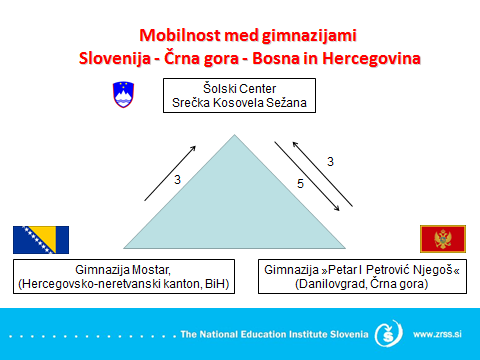 Mobilnost med gimnazijami
Slovenija - Črna gora - Bosna in Hercegovina
Šolski Center
Srečka Kosovela Sežana
3
3
5
Gimnazija Mostar,
(Hercegovsko-neretvanski kanton, BiH)
Gimnazija »Petar I Petrović Njegoš«
(Danilovgrad, Črna gora)
The National Education Institute Slovenia
www.zrss.si